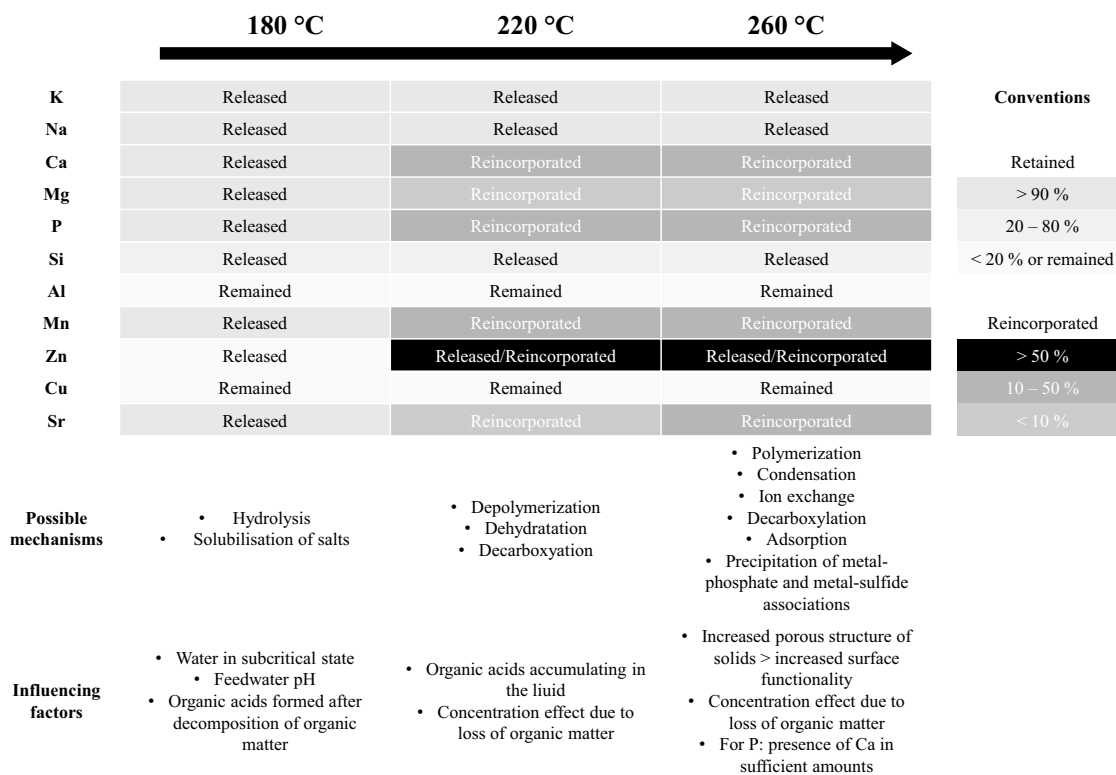 180 °C 220 °C 260 °C
K Released Released Released Conventions
Na Released Released Released
Ca Released Reincorporated Reincorporated Retained
Mg Released Reincorporated Reincorporated > 90 %
P Released Reincorporated Reincorporated 20 – 80 %
Si Released Released Released < 20 % or remained
Al Remained Remained Remained
Mn Released Reincorporated Reincorporated Reincorporated
Zn Released Released/Reincorporated Released/Reincorporated > 50 %
Cu Remained Remained Remained 10 – 50 %
Sr Released Reincorporated Reincorporated < 10 %
Possible
mechanisms
• Hydrolysis
• Solubilisation of salts
• Depolymerization
• Dehydratation
• Decarboxyation
• Polymerization
• Condensation
• Ion exchange
• Decarboxylation
• Adsorption
• Precipitation of metal-
phosphate and metal-sulfide
associations
Influencing
factors
• Water in subcritical state
• Feedwater pH
• Organic acids formed after
decomposition of organic
matter
• Organic acids accumulating in
the liuid
• Concentration effect due to
loss of organic matter
• Increased porous structure of
solids > increased surface
functionality
• Concentration effect due to
loss of organic matter
• For P: presence of Ca in
sufficient amounts